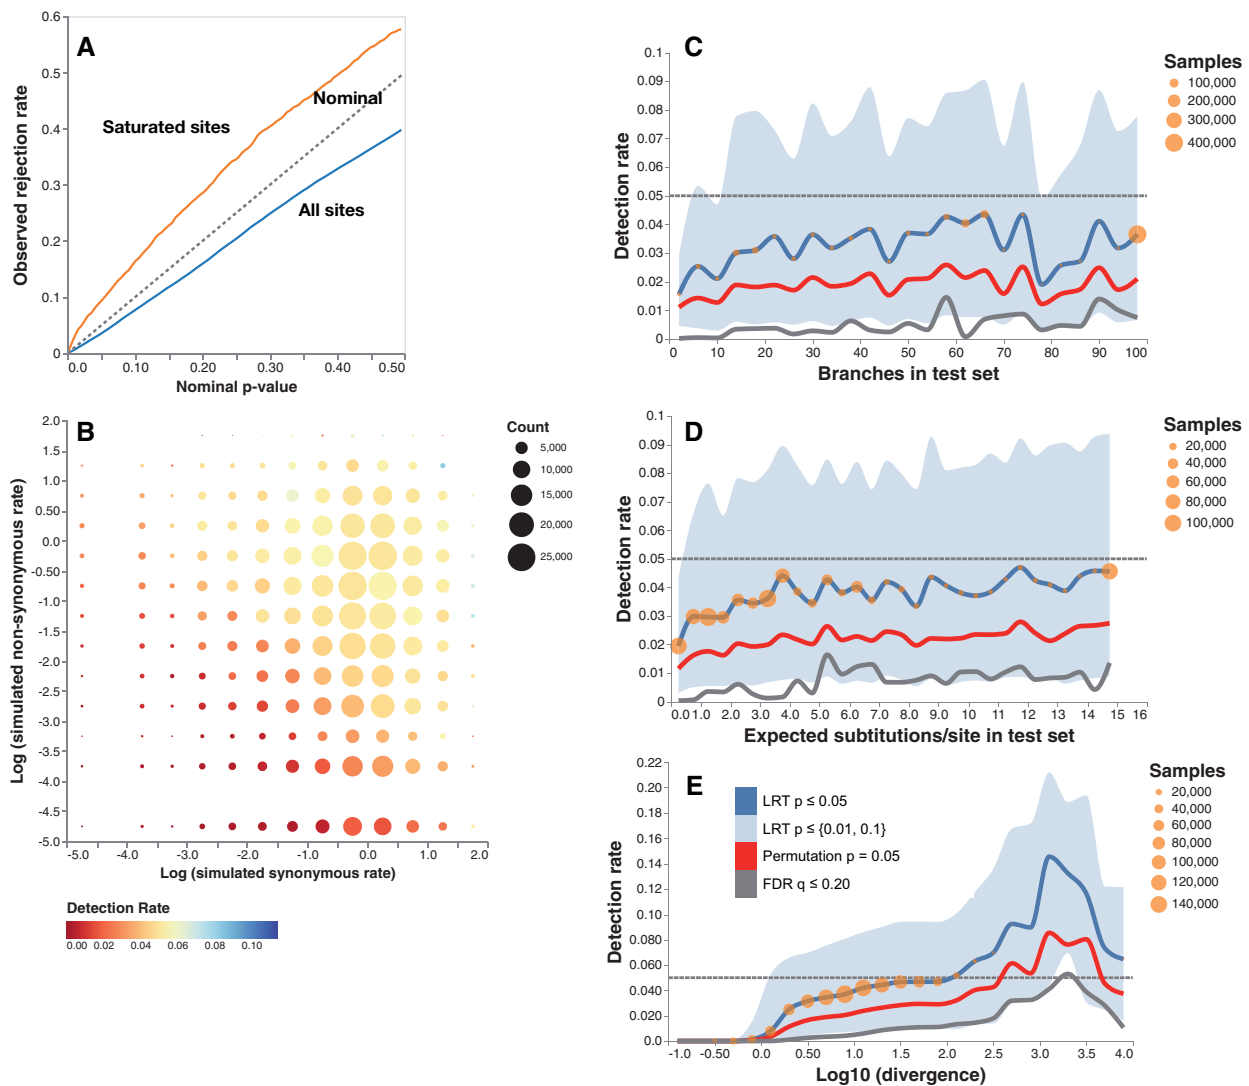 A
0.6
0.5
0.4
0.3
0.2
0.1
0
Observed rejection rate
Saturated sites
Nominal
All sites
0.0 0.10 0.20 0.30 0.40 0.50
Nominal p-value
B
2.0
1.5
1.0
0.50
0.0
-0.50
-1.0
-1.5
-2.0
-2.5
-3.0
-3.5
-4.0
-5.0
Log (simulated non-synonymous rate)
-5.0 -4.0 -3.0 -2.0 -1.0 0.0 1.0 2.0
Log (simulated synonymous rate)
Count
5,000
10,000
15,000
20,000
25,000
Detection Rate
0.00 0.02 0.04 0.06 0.08 0.10
C
0.1
0.09
0.08
0.07
0.06
0.05
0.04
0.03
0.02
0.01
0
Detection rate
0 10 20 30 40 50 60 70 80 90 100
Branches in test set
Samples
100,000
200,000
300,000
400,000
D
0.1
0.09
0.08
0.07
0.06
0.05
0.04
0.03
0.02
0.01
0
Detection rate
0.0 1.0 2.0 3.0 4.0 5.0 6.0 7.0 8.0 9.0 10 11 12 13 14 15 16
Expected subtitutions/site in test set
Samples
20,000
40,000
60,000
80,000
100,000
E
0.22
0.20
0.18
0.16
0.14
0.12
0.10
0.080
0.060
0.040
0.020
0.0
Detection rate
LRT p ≤ 0.05
LRT p ≤ {0.01, 0.1}
Permutation p = 0.05
FDR q ≤ 0.20
-1.0 -0.50 0.0 0.50 1.0 1.5 2.0 2.5 3.0 3.5 4.0
Log10 (divergence)
Samples
20,000
40,000
60,000
80,000
100,000
120,000
140,000